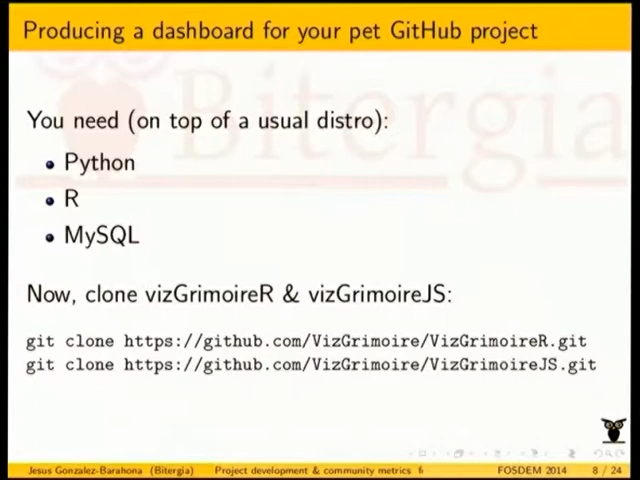 Producing a dashboard for your pet GitHub project
Bitergia
You need (on top of a usual distro):
Python
R
MySQL
Now, clone vizGrimoireR & vizGrimoireJS:
git clone https://github.com/VizGrimoire/VizGrimoireR.git
git clone https://github.com/VizGrimoire/VizGrimoireJS.git
Jesus Gonzalez-Barahona (Bitergia) Project development & community metrics FOSDEM 2014 8 / 24